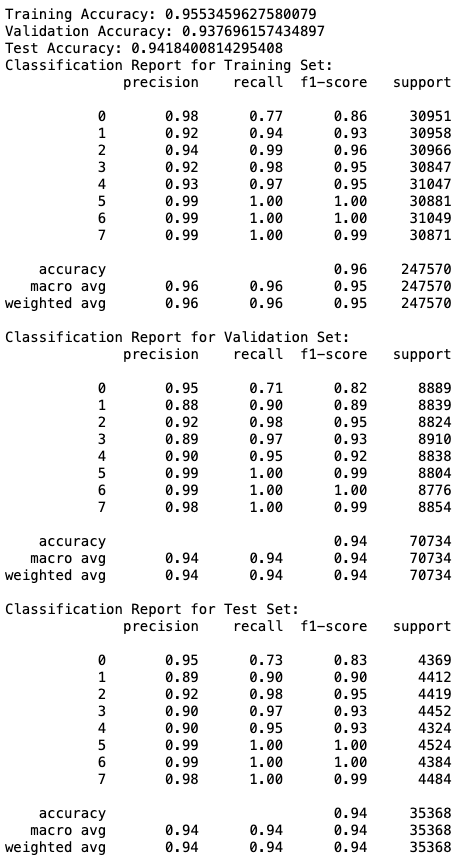 Training Accuracy: 0.9553459627580079
Validation Accuracy: 0.937696157434897
Test Accuracy: 0.9418400814295408
Classification Report for Training Set:
precision recall f1-score support
0 0.98 0.77 0.86 30951
1 0.92 0.94 0.93 30958
2 0.94 0.99 0.96 30966
3 0.92 0.98 0.95 30847
4 0.93 0.97 0.95 31047
5 0.99 1.00 1.00 30881
6 0.99 1.00 1.00 31049
7 0.99 1.00 0.99 30871
accuracy 0.96 247570
macro avg 0.96 0.96 0.95 247570
weighted avg 0.96 0.96 0.95 247570
Classification Report for Validation Set:
precision recall f1-score support
0 0.95 0.71 0.82 8889
1 0.88 0.90 0.89 8839
2 0.92 0.98 0.95 8824
3 0.89 0.97 0.93 8910
4 0.90 0.95 0.92 8838
5 0.99 1.00 0.99 8804
6 0.99 1.00 1.00 8776
7 0.98 1.00 0.99 8854
accuracy 0.94 70734
macro avg 0.94 0.94 0.94 70734
weighted avg 0.94 0.94 0.94 70734
Classification Report for Test Set:
precision recall f1-score support
0 0.95 0.73 0.83 4369
1 0.89 0.90 0.90 4412
2 0.92 0.98 0.95 4419
3 0.90 0.97 0.93 4452
4 0.90 0.95 0.93 4324
5 0.99 1.00 1.00 4524
6 0.99 1.00 1.00 4384
7 0.98 1.00 0.99 4484
accuracy 0.94 35368
macro avg 0.94 0.94 0.94 35368
weighted avg 0.94 0.94 0.94 35368